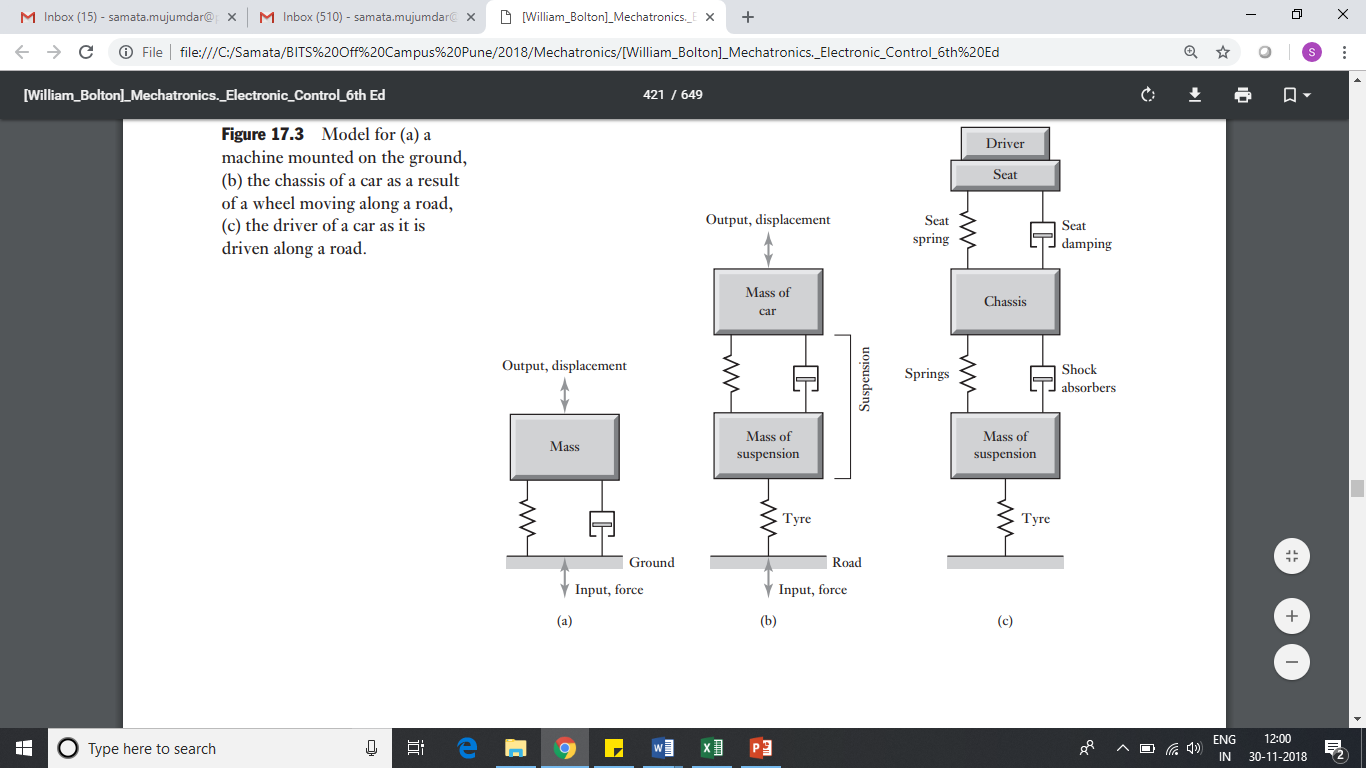 Inbox (15) - samata.mujumdar@
Inbox (510) - samata.mujumdar@
[William_Bolton]_Mechatronics._E
File
file:///C:/Samata/BITS%20Off%20Campus%20Pune/2018/Mechatronics/[William_Bolton]_Mechatronics._Electronic_Control_6th%20Ed
S
[William_Bolton]_Mechatronics._Electronic_Control_6th Ed
421 / 649
Figure 17.3 Model for (a) a
machine mounted on the ground,
(b) the chassis of a car as a result
of a wheel moving along a road,
(c) the driver of a car as it is
driven along a road.
Output, displacement
Mass
Ground
Input, force
(a)
Output, displacement
Mass of
car
Suspension
Mass of
suspension
Tyre
Road
Input, force
(b)
Driver
Seat
Seat
spring
Seat
damping
Chassis
Springs
Shock
absorbers
Mass of
suspension
Tyre
(c)
Type here to search
ENG
IN
12:00
30-11-2018
2